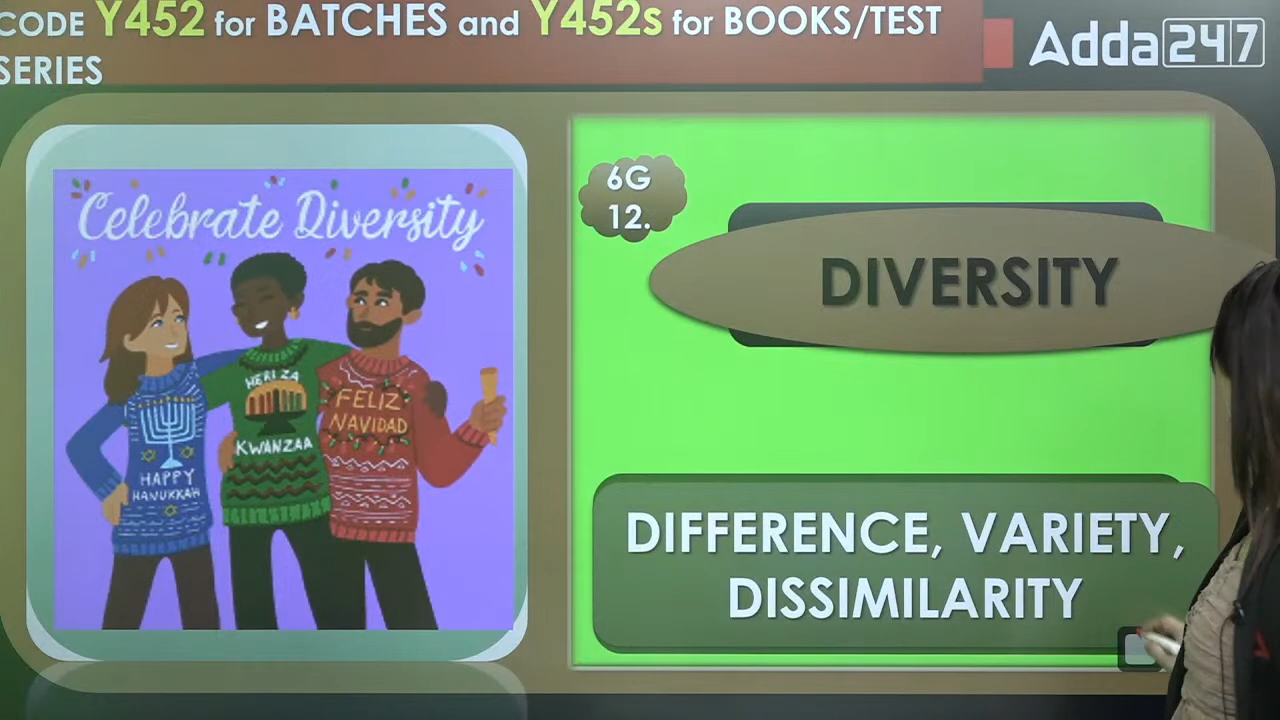 CODE Y452 for BATCHES and Y452s for BOOKS/TEST
SERIES
Adda247
Celebrate Diversity
HAPPY
HANUKKAH
HERI ZA
KWANZAA
FELIZ
NAVIDAD
6G
12.
DIVERSITY
DIFFERENCE, VARIETY,
DISSIMILARITY